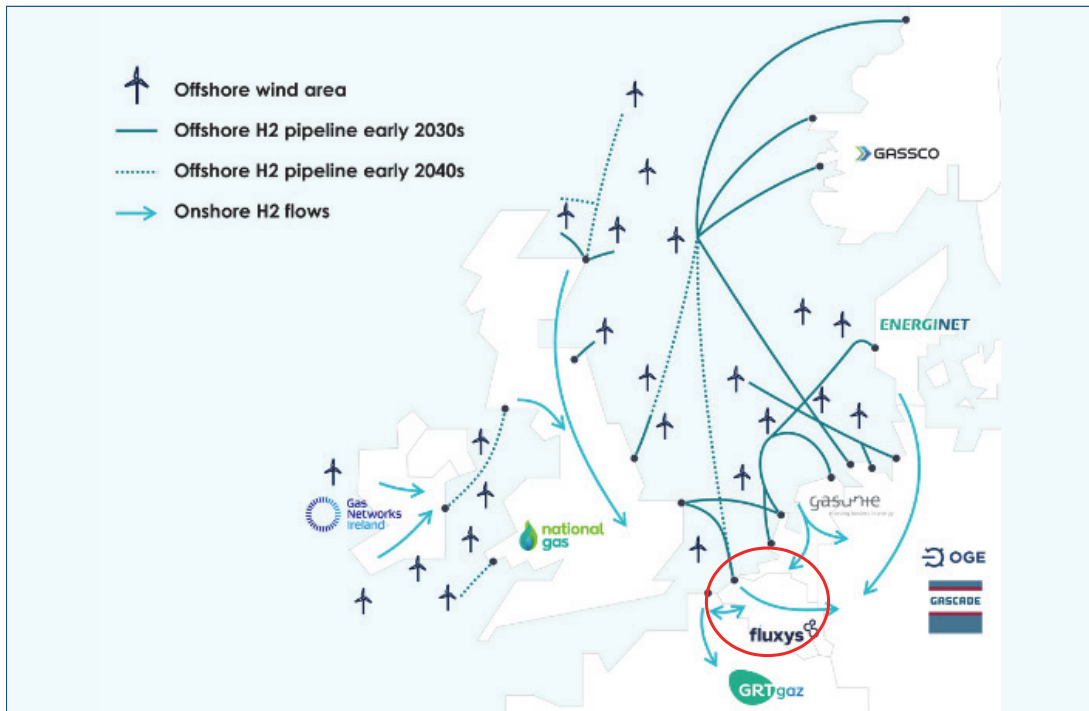 Offshore wind area
Offshore H2 pipeline early 2030s
Offshore H2 pipeline early 2040s
Onshore H2 flows
GASSCO
ENERGINET
gasunie
Gas
Networks
Ireland
national
gas
OGE
GASCADE
fluxys
GRTgaz